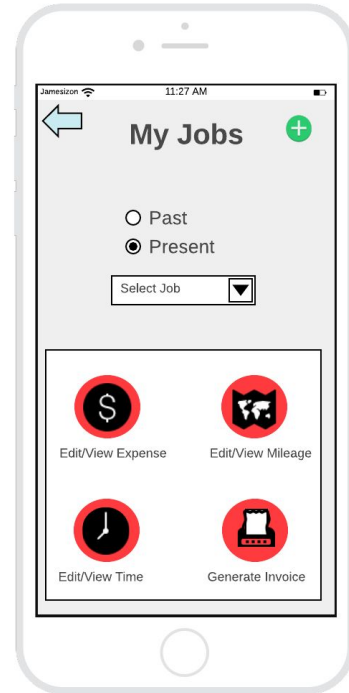 Jamesizon 11:27 AM
My Jobs
Past
Present
Select Job
$
Edit/View Expense Edit/View Mileage
Edit/View Time Generate Invoice